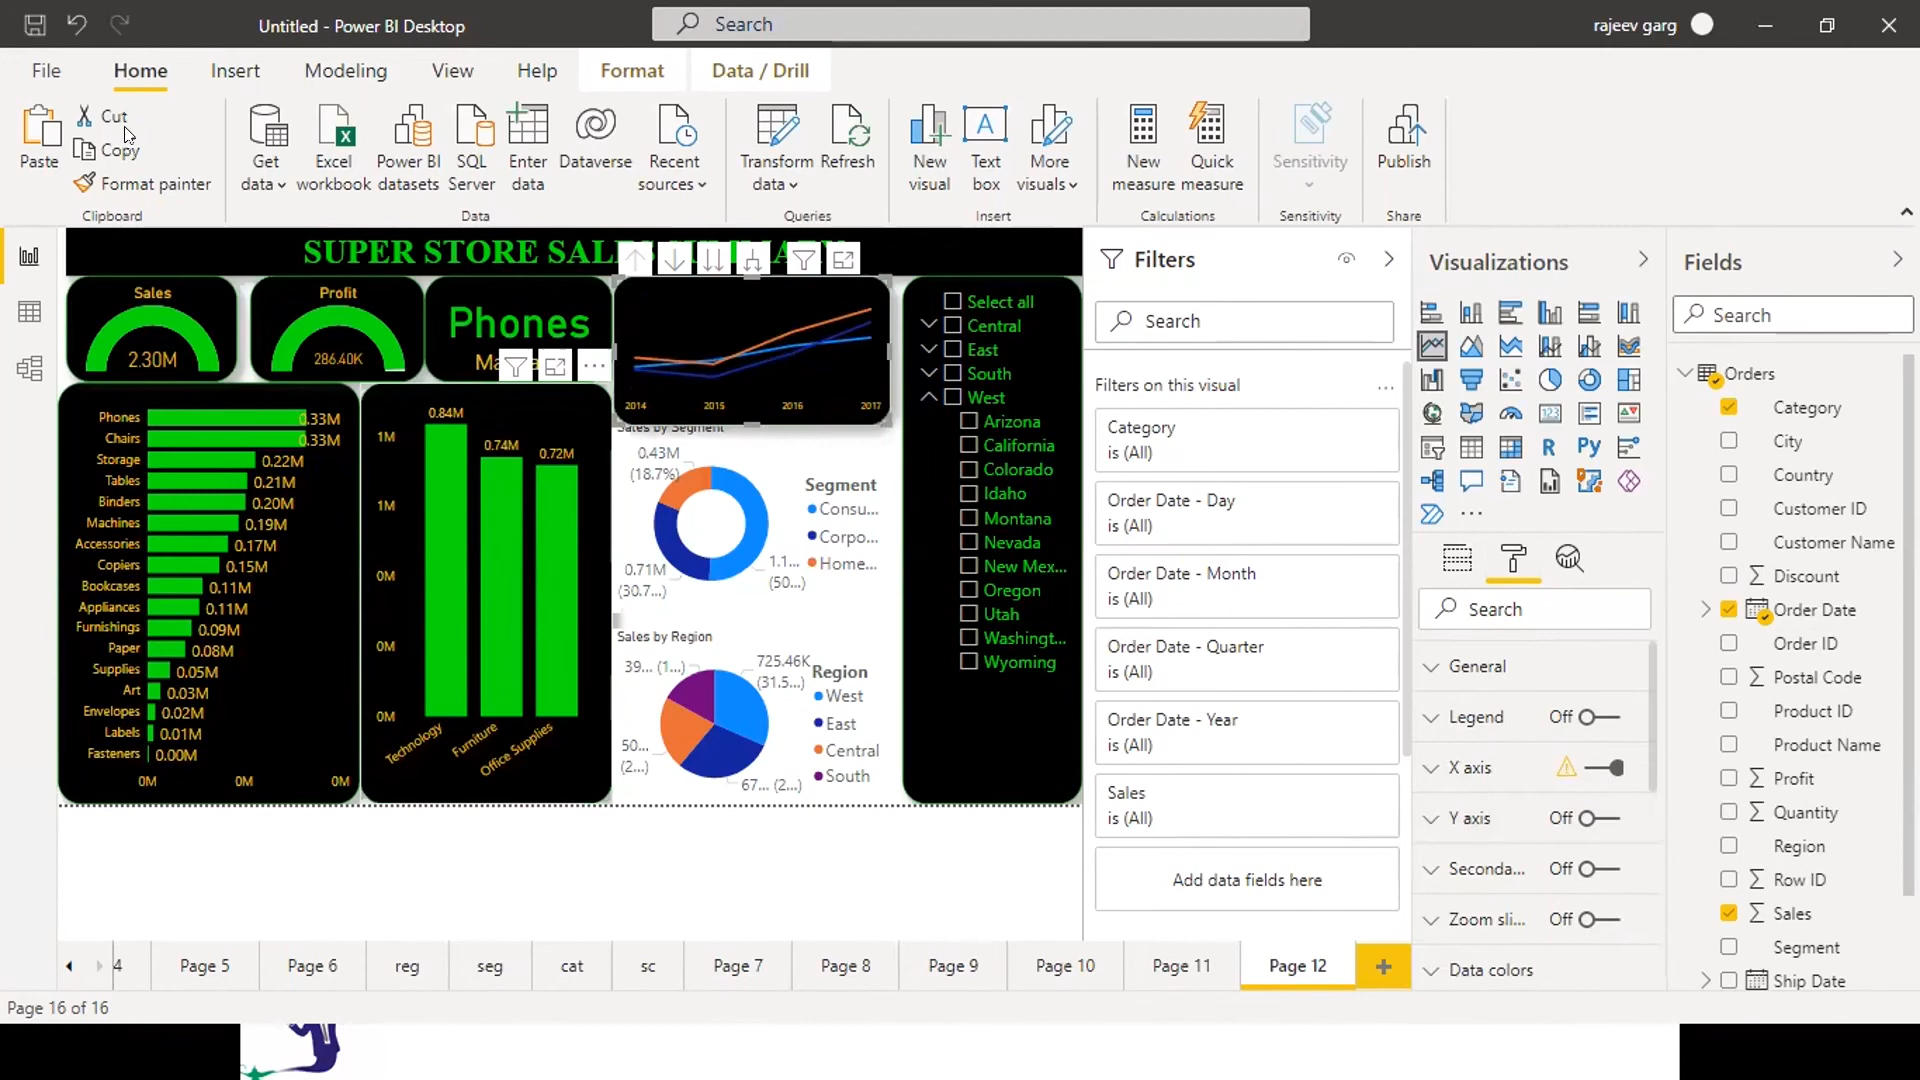 Untitled - Power BI Desktop
Search
rajeev garg
File
Home
Insert
Modeling
View
Help
Format
Data / Drill
Paste
Cut
Copy
Format painter
Get data
Excel workbook
Power BI datasets
SQL Server
Enter data
Dataverse
Recent sources
Transform data
Refresh
New visual
Text box
More visuals
New measure
Quick measure
Sensitivity
Publish
Clipboard
Data
Queries
Insert
Calculations
Sensitivity
Share
SUPER STORE SAL
Sales
2.30M
Profit
286.40K
Phones
2014
2015
2016
2017
Phones 0.33M
Chairs 0.33M
Storage 0.22M
Tables 0.21M
Binders 0.20M
Machines 0.19M
Accessories 0.17M
Copiers 0.15M
Bookcases 0.11M
Appliances 0.11M
Furnishings 0.09M
Paper 0.08M
Supplies 0.05M
Art 0.03M
Envelopes 0.02M
Labels 0.01M
Fasteners 0.00M
0M
0M
0M
1M
1M
0M
0M
0M
0.84M
0.74M
0.72M
Technology
Furniture
Office Supplies
Sales by Segment
0.43M
(18.7%)
0.71M
(30.7...)
1.1...
(50...
Segment
Consu...
Corpo...
Home...
Sales by Region
39... (1...)
725.46K
(31.5...)
50...
(2...)
67... (2...)
Region
West
East
Central
South
Select all
Central
East
South
West
Arizona
California
Colorado
Idaho
Montana
Nevada
New Mex...
Oregon
Utah
Washingt...
Wyoming
Filters
Search
Filters on this visual
...
Category
is (All)
Order Date - Day
is (All)
Order Date - Month
is (All)
Order Date - Quarter
is (All)
Order Date - Year
is (All)
Sales
is (All)
Add data fields here
Visualizations
R
Py
123
...
Search
General
Legend Off
X axis
Y axis Off
Seconda... Off
Zoom sli... Off
Data colors
Fields
Search
Orders
Category
City
Country
Customer ID
Customer Name
Discount
Order Date
Order ID
Postal Code
Product ID
Product Name
Profit
Quantity
Region
Row ID
Sales
Segment
Ship Date
4
Page 5
Page 6
reg
seg
cat
sc
Page 7
Page 8
Page 9
Page 10
Page 11
Page 12
Page 16 of 16